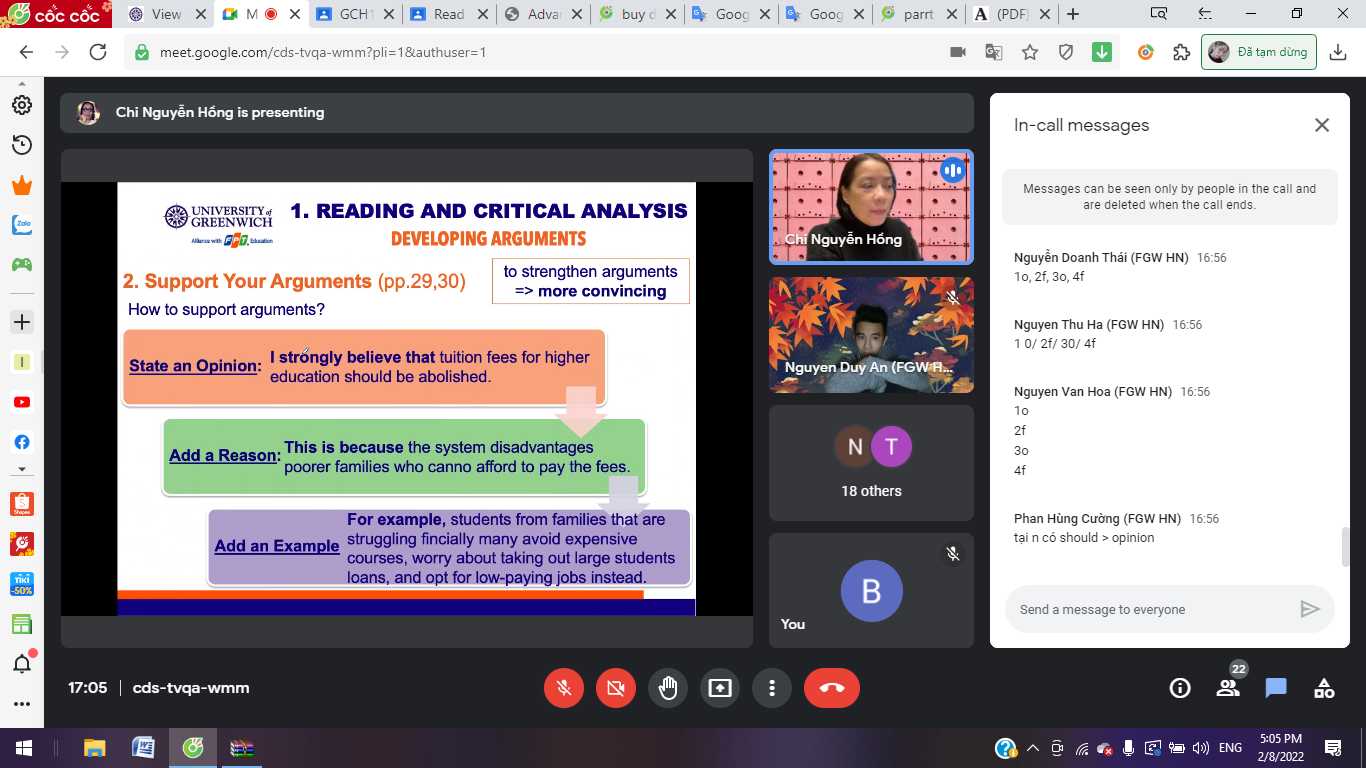 cốc cốc
View
M
GCH1
Read
Adva
buy d
Goog
Goog
parrt
(PDF)
meet.google.com/cds-tvqa-wmm?pli=1&authuser=1
Đã tạm dừng
Chi Nguyễn Hồng is presenting
UNIVERSITY of
GREENWICH
Alliance with FPT Education
1. READING AND CRITICAL ANALYSIS
DEVELOPING ARGUMENTS
2. Support Your Arguments (pp.29,30)
to strengthen arguments
=> more convincing
How to support arguments?
State an Opinion: I strongly believe that tuition fees for higher
education should be abolished.
Add a Reason: This is because the system disadvantages
poorer families who canno afford to pay the fees.
Add an Example For example, students from families that are
struggling fincially many avoid expensive
courses, worry about taking out large students
loans, and opt for low-paying jobs instead.
Chi Nguyễn Hồng
Nguyen Duy An (FGW H...
N T
18 others
B
You
In-call messages
Messages can be seen only by people in the call and
are deleted when the call ends.
Nguyễn Doanh Thái (FGW HN) 16:56
1o, 2f, 3o, 4f
Nguyen Thu Ha (FGW HN) 16:56
1 0/ 2f/ 30/ 4f
Nguyen Van Hoa (FGW HN) 16:56
1o
2f
3o
4f
Phan Hùng Cường (FGW HN) 16:56
tại n có should > opinion
Send a message to everyone
Zalo
I
Shopee
TIKI
-50%
17:05 | cds-tvqa-wmm
22
ENG
5:05 PM
2/8/2022